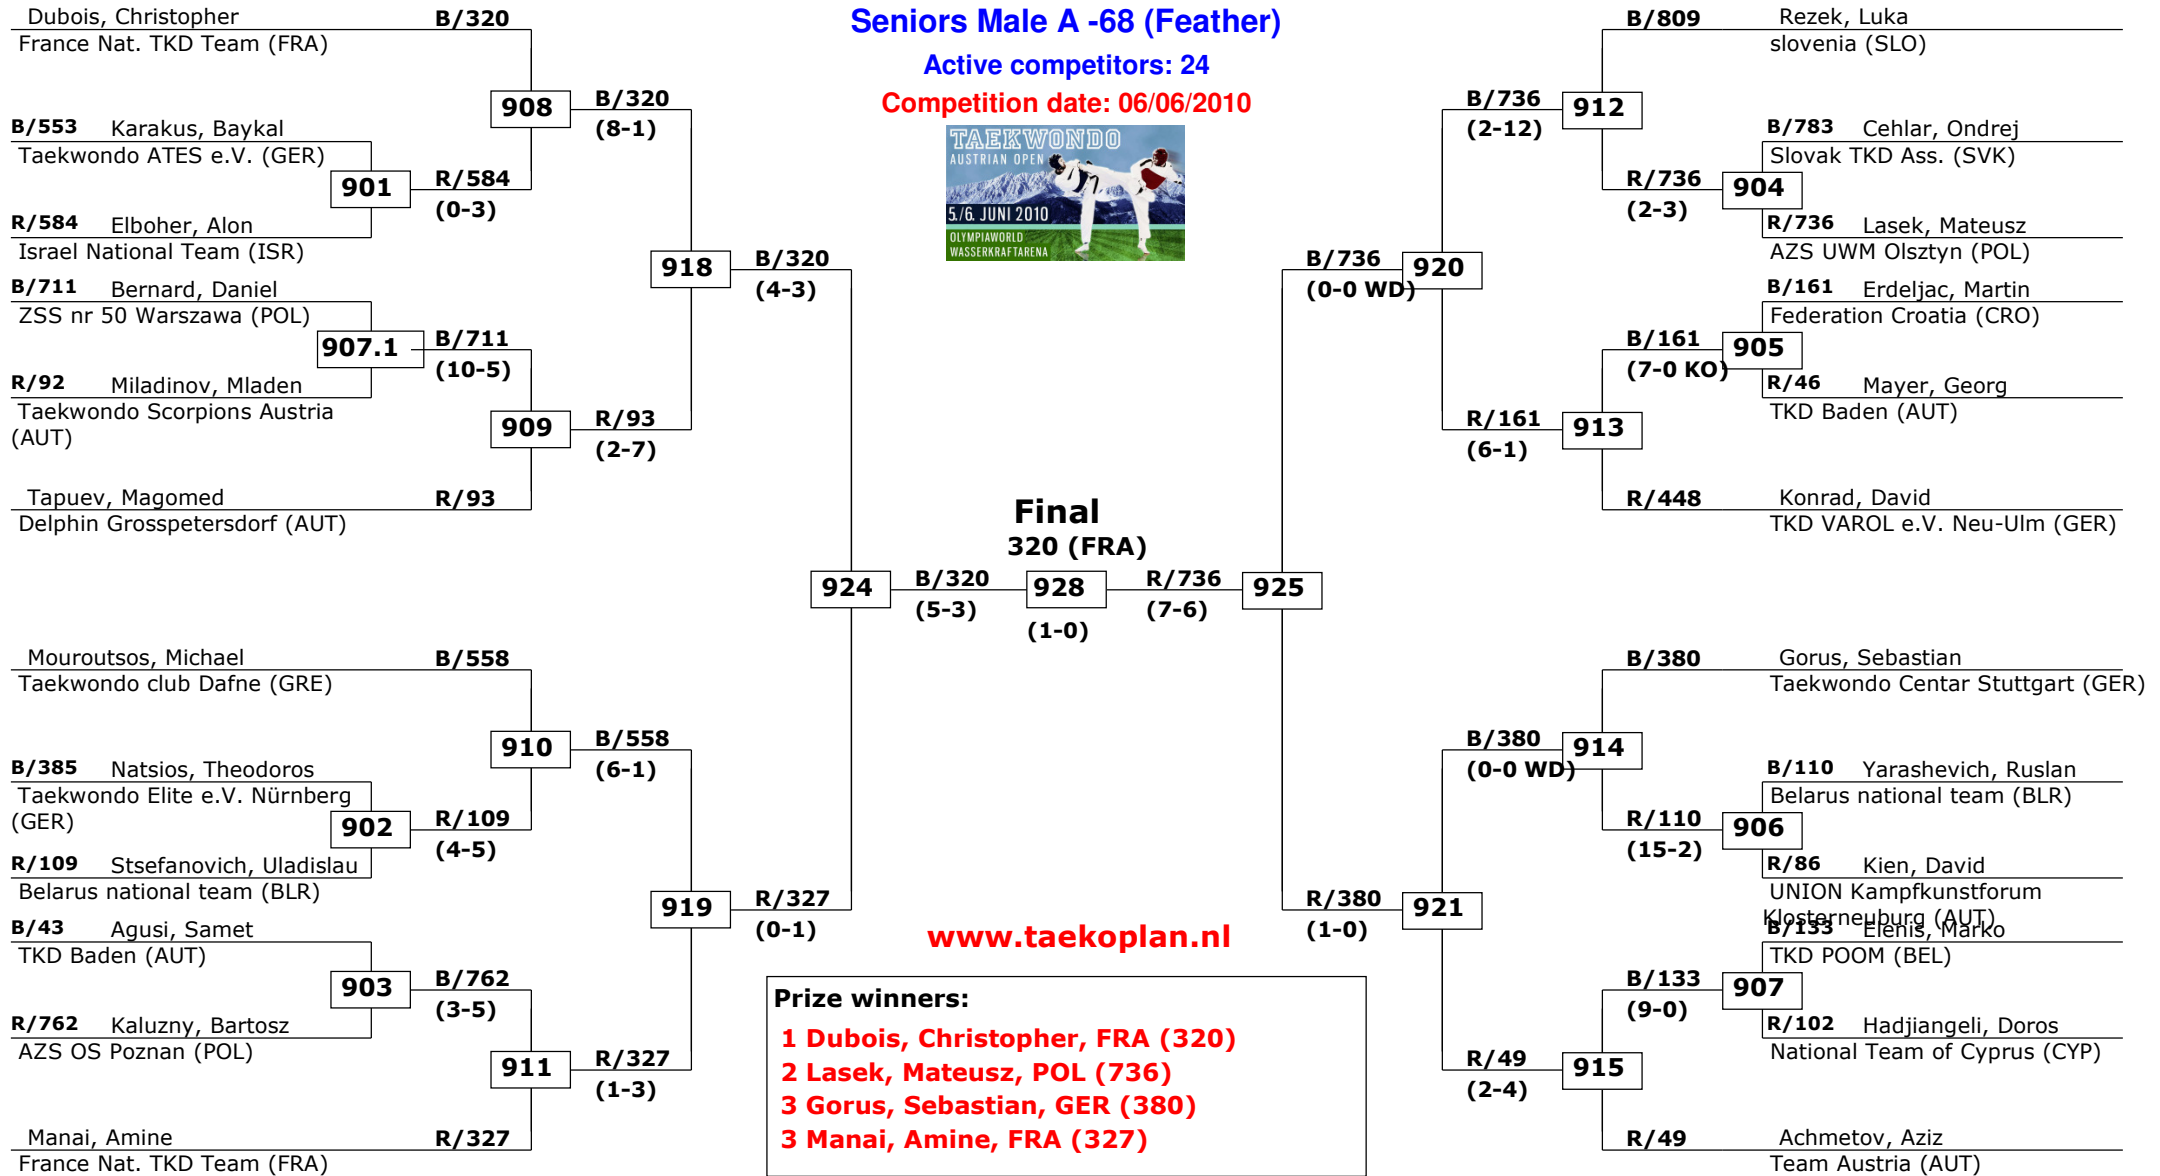 Seniors Male A -68 (Feather)
Active competitors: 24
Competition date: 06/06/2010
TAEKWONDO
AUSTRIAN OPEN
5./6. JUNI 2010
OLYMPIAWORLD
WASSERKRAFTARENA
Dubois, Christopher B/320
France Nat. TKD Team (FRA)
908
B/320
(8-1)
B/553 Karakus, Baykal
Taekwondo ATES e.V. (GER)
901
R/584
(0-3)
R/584 Elboher, Alon
Israel National Team (ISR)
918
B/320
(4-3)
B/711 Bernard, Daniel
ZSS nr 50 Warszawa (POL)
907.1
B/711
(10-5)
R/92 Miladinov, Mladen
Taekwondo Scorpions Austria
(AUT)
909
R/93
(2-7)
Tapuev, Magomed R/93
Delphin Grosspetersdorf (AUT)
924
B/320
(5-3)
Mouroutsos, Michael B/558
Taekwondo club Dafne (GRE)
910
B/558
(6-1)
B/385 Natsios, Theodoros
Taekwondo Elite e.V. Nürnberg
(GER)
902
R/109
(4-5)
R/109 Stsefanovich, Uladislau
Belarus national team (BLR)
919
R/327
(0-1)
B/43 Agusi, Samet
TKD Baden (AUT)
903
B/762
(3-5)
R/762 Kaluzny, Bartosz
AZS OS Poznan (POL)
911
R/327
(1-3)
Manai, Amine R/327
France Nat. TKD Team (FRA)
Final
320 (FRA)
928
(1-0)
R/736
(7-6)
925
B/809 Rezek, Luka
slovenia (SLO)
B/736
(2-12)
912
B/783 Cehlar, Ondrej
Slovak TKD Ass. (SVK)
R/736
(2-3)
904
R/736 Lasek, Mateusz
AZS UWM Olsztyn (POL)
B/736
(0-0 WD)
920
B/161 Erdeljac, Martin
Federation Croatia (CRO)
B/161
(7-0 KO)
905
R/46 Mayer, Georg
TKD Baden (AUT)
R/161
(6-1)
913
R/448 Konrad, David
TKD VAROL e.V. Neu-Ulm (GER)
B/380 Gorus, Sebastian
Taekwondo Centar Stuttgart (GER)
B/380
(0-0 WD)
914
B/110 Yarashevich, Ruslan
Belarus national team (BLR)
R/110
(15-2)
906
R/86 Kien, David
UNION Kampfkunstforum
Klosterneuburg (AUT)
R/380
(1-0)
921
B/133 Elenis, Marko
TKD POOM (BEL)
B/133
(9-0)
907
R/102 Hadjiangeli, Doros
National Team of Cyprus (CYP)
R/49
(2-4)
915
R/49 Achmetov, Aziz
Team Austria (AUT)
www.taekoplan.nl
Prize winners:
1 Dubois, Christopher, FRA (320)
2 Lasek, Mateusz, POL (736)
3 Gorus, Sebastian, GER (380)
3 Manai, Amine, FRA (327)